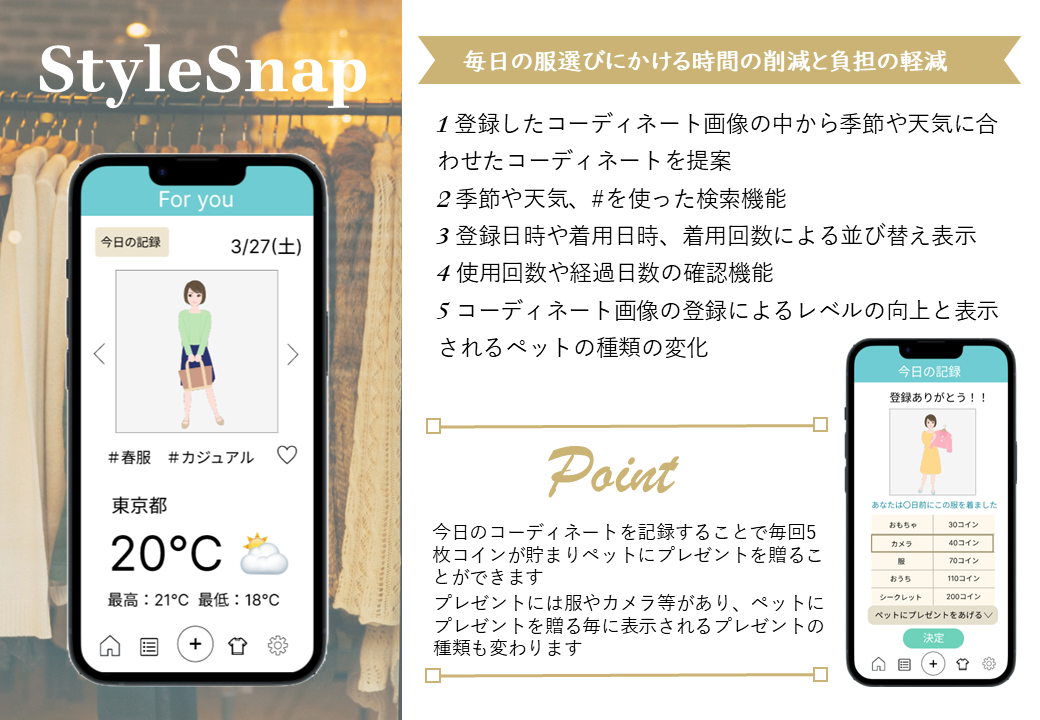 StyleSnap
For you
今日の記録
3/27(土)
#春服 #カジュアル
東京都
20°C
最高：21°C 最低：18°C
毎日の服選びにかける時間の削減と負担の軽減
1 登録したコーディネート画像の中から季節や天気に合
わせたコーディネートを提案
2 季節や天気、#を使った検索機能
3 登録日時や着用日時、着用回数による並び替え表示
4 使用回数や経過日数の確認機能
5 コーディネート画像の登録によるレベルの向上と表示
されるペットの種類の変化
Point
今日のコーディネートを記録することで毎回5
枚コインが貯まりペットにプレゼントを贈るこ
とができます
プレゼントには服やカメラ等があり、ペットに
プレゼントを贈る毎に表示されるプレゼントの
種類も変わります
今日の記録
登録ありがとう！！
あなたは〇日前にこの服を着ました
おもちゃ 30コイン
カメラ 40コイン
服 70コイン
おうち 110コイン
シークレット 200コイン
ペットにプレゼントをあげる
決定